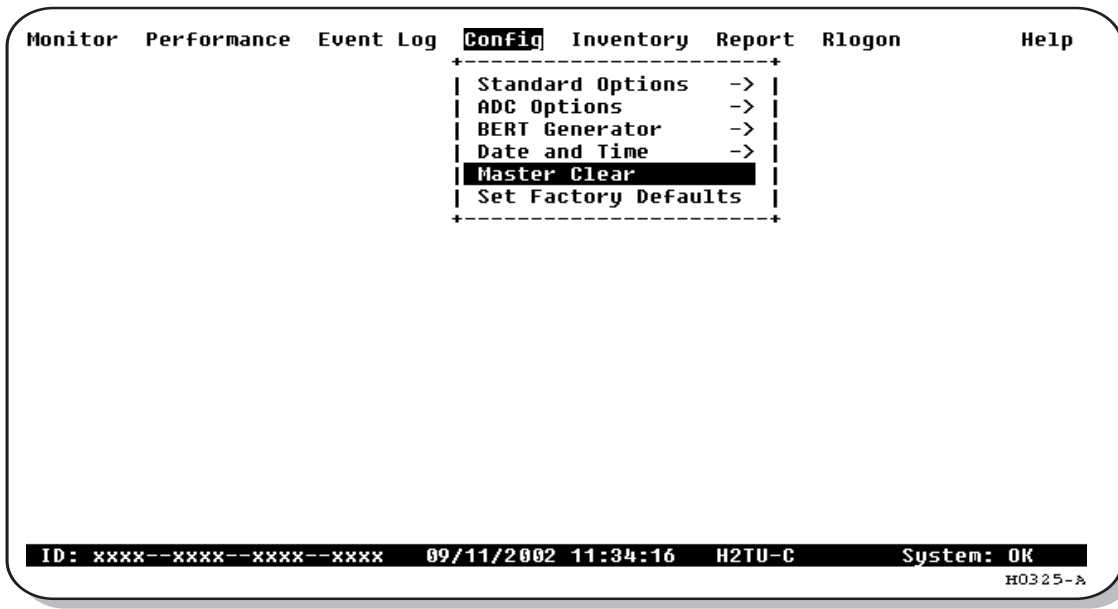 Monitor Performance Event Log Config Inventory Report Rlogon Help
Standard Options ->
ADC Options ->
BERT Generator ->
Date and Time ->
Master Clear
Set Factory Defaults
ID: xxxx--xxxx--xxxx--xxxx 09/11/2002 11:34:16 H2TU-C System: OK
H0325-A